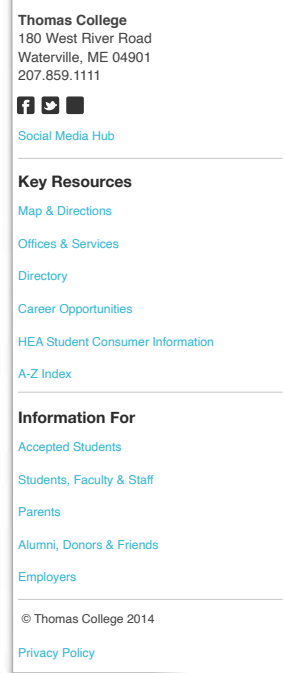 Thomas College
180 West River Road
Waterville, ME 04901
207.859.1111
Social Media Hub
Key Resources
Map & Directions
Offices & Services
Directory
Career Opportunities
HEA Student Consumer Information
A-Z Index
Information For
Accepted Students
Students, Faculty & Staff
Parents
Alumni, Donors & Friends
Employers
© Thomas College 2014
Privacy Policy